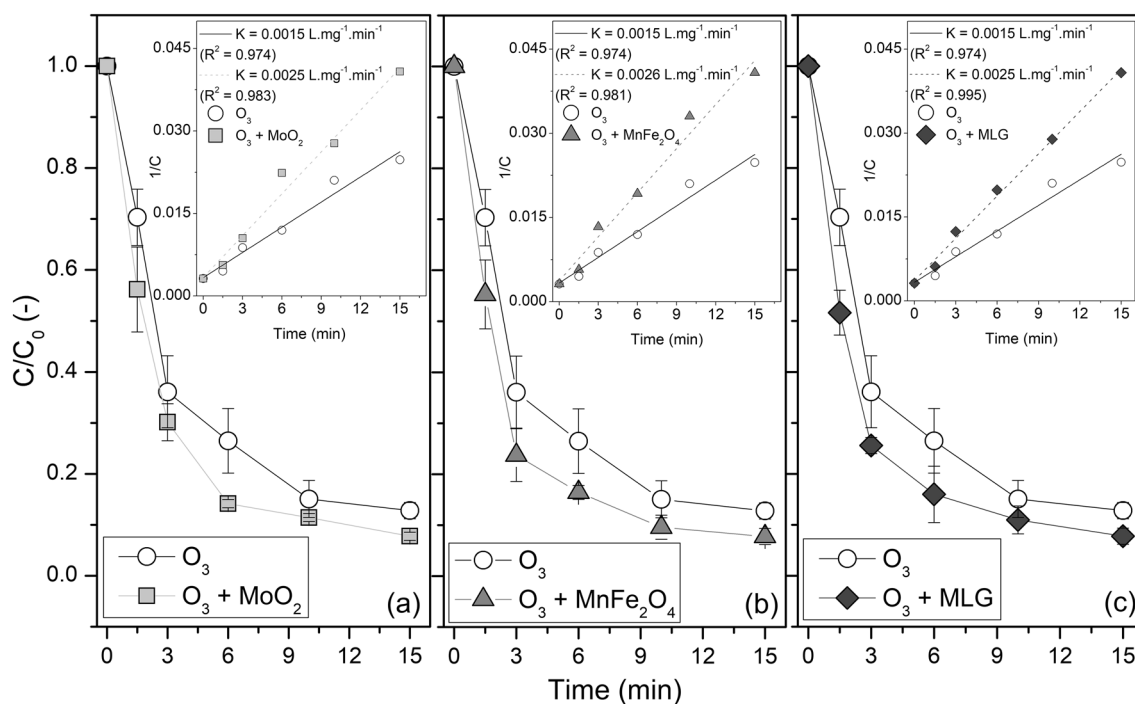 C/C₀ (-)
1.0
0.8
0.6
0.4
0.2
0.0
0.045
0.030
0.015
0.000
1/C
K = 0.0015 L.mg⁻¹.min⁻¹
(R² = 0.974)
K = 0.0025 L.mg⁻¹.min⁻¹
(R² = 0.983)
O₃
O₃ + MoO₂
0 3 6 9 12 15
Time (min)
O₃
O₃ + MoO₂
(a)
0 3 6 9 12 15
0.045
0.030
0.015
0.000
1/C
K = 0.0015 L.mg⁻¹.min⁻¹
(R² = 0.974)
K = 0.0026 L.mg⁻¹.min⁻¹
(R² = 0.981)
O₃
O₃ + MnFe₂O₄
0 3 6 9 12 15
Time (min)
O₃
O₃ + MnFe₂O₄
(b)
0 3 6 9 12 15
0.045
0.030
0.015
0.000
1/C
K = 0.0015 L.mg⁻¹.min⁻¹
(R² = 0.974)
K = 0.0025 L.mg⁻¹.min⁻¹
(R² = 0.995)
O₃
O₃ + MLG
0 3 6 9 12 15
Time (min)
O₃
O₃ + MLG
(c)
0 3 6 9 12 15
Time (min)